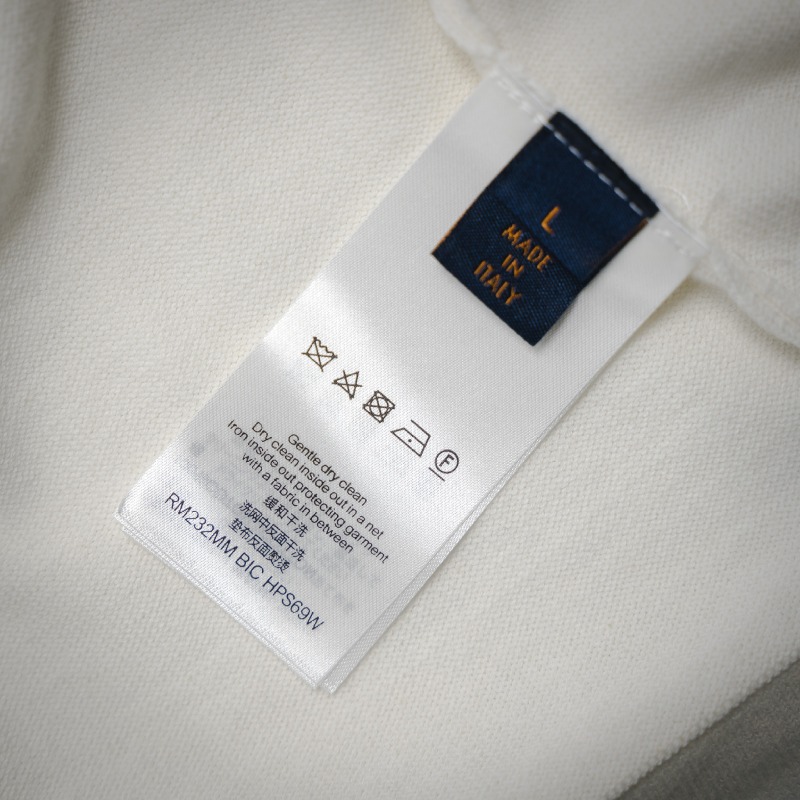 L
MADE
IN
ITALY
F
Gentle dry clean
Dry clean inside out in a net
Iron inside out protecting garment
with a fabric in between
缓和干洗
洗网中反面干洗
垫布反面熨烫
RM232MM BIC HPS69W